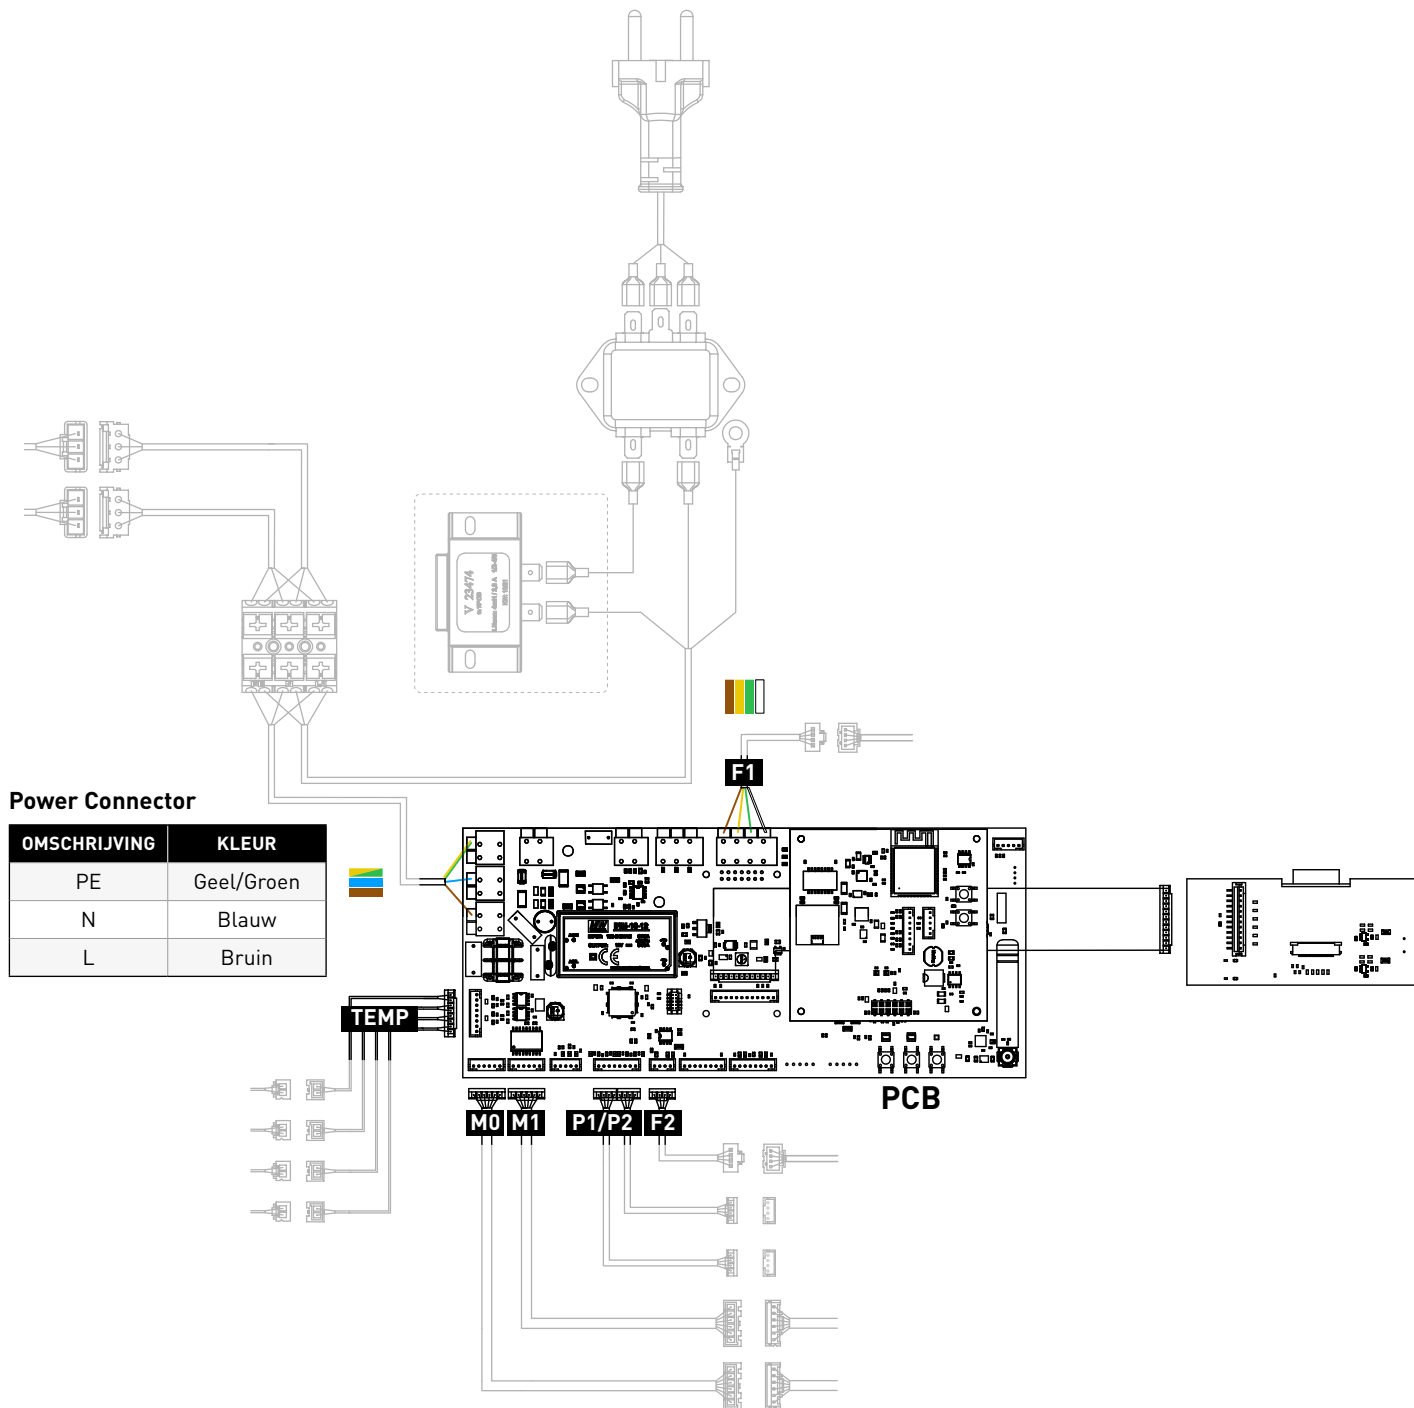 V 23474
F1
Power Connector
OMSCHRIJVING KLEUR
PE Geel/Groen
N Blauw
L Bruin
TEMP
PCB
M0 M1 P1/P2 F2